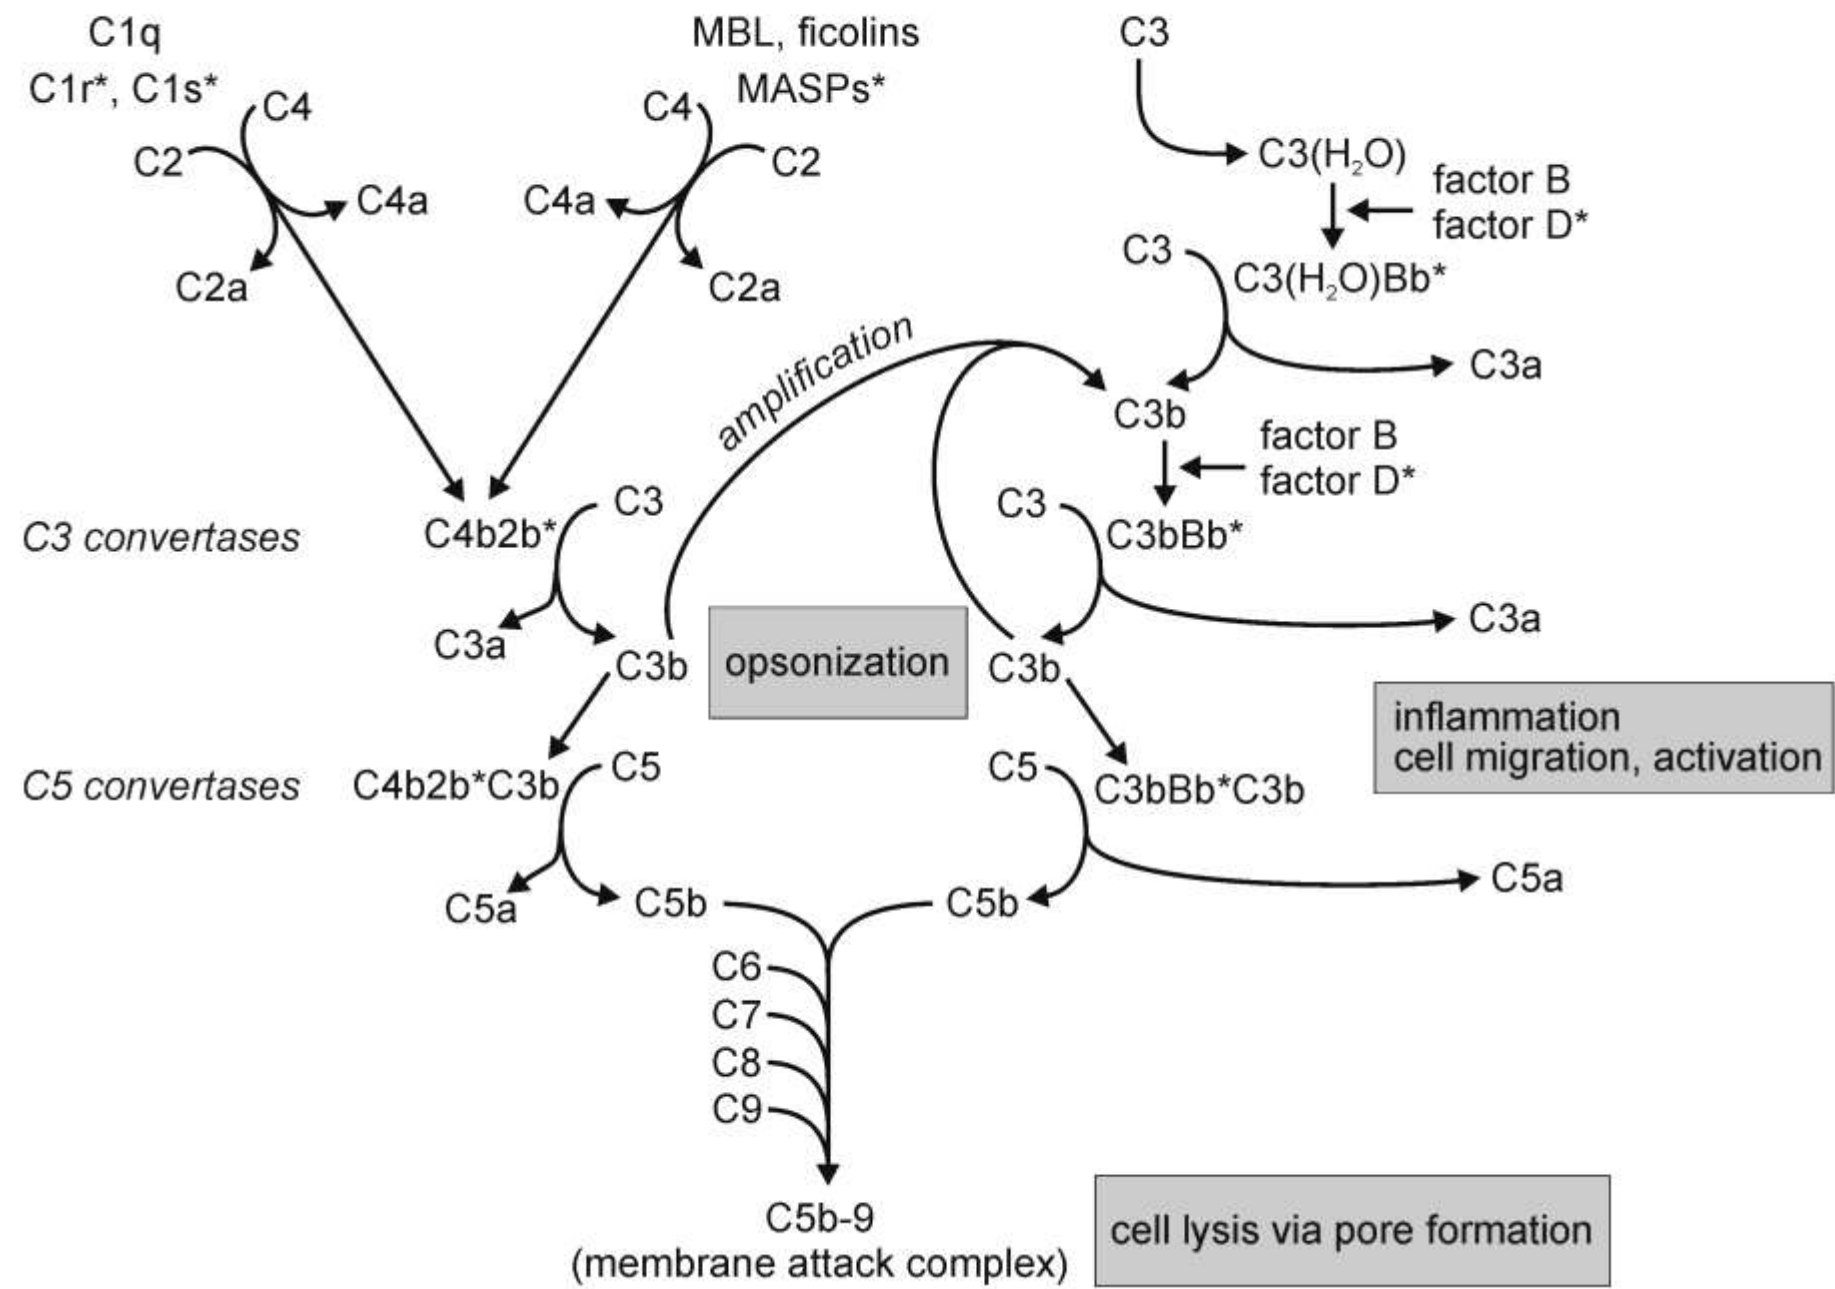 C1q
C1r*, C1s*
C4
C2
C4a
C2a
MBL, ficolins
MASPs*
C4
C2
C4a
C2a
C3
C3(H₂O)
factor B
factor D*
C3
C3(H₂O)Bb*
C3a
amplification
C3b
factor B
factor D*
C3 convertases
C4b2b*
C3
C3a
C3b
opsonization
C3
C3bBb*
C3a
C3b
inflammation
cell migration, activation
C5 convertases
C4b2b*C3b
C5
C5a
C5b
C5
C3bBb*C3b
C5a
C5b
C6
C7
C8
C9
C5b-9
(membrane attack complex)
cell lysis via pore formation